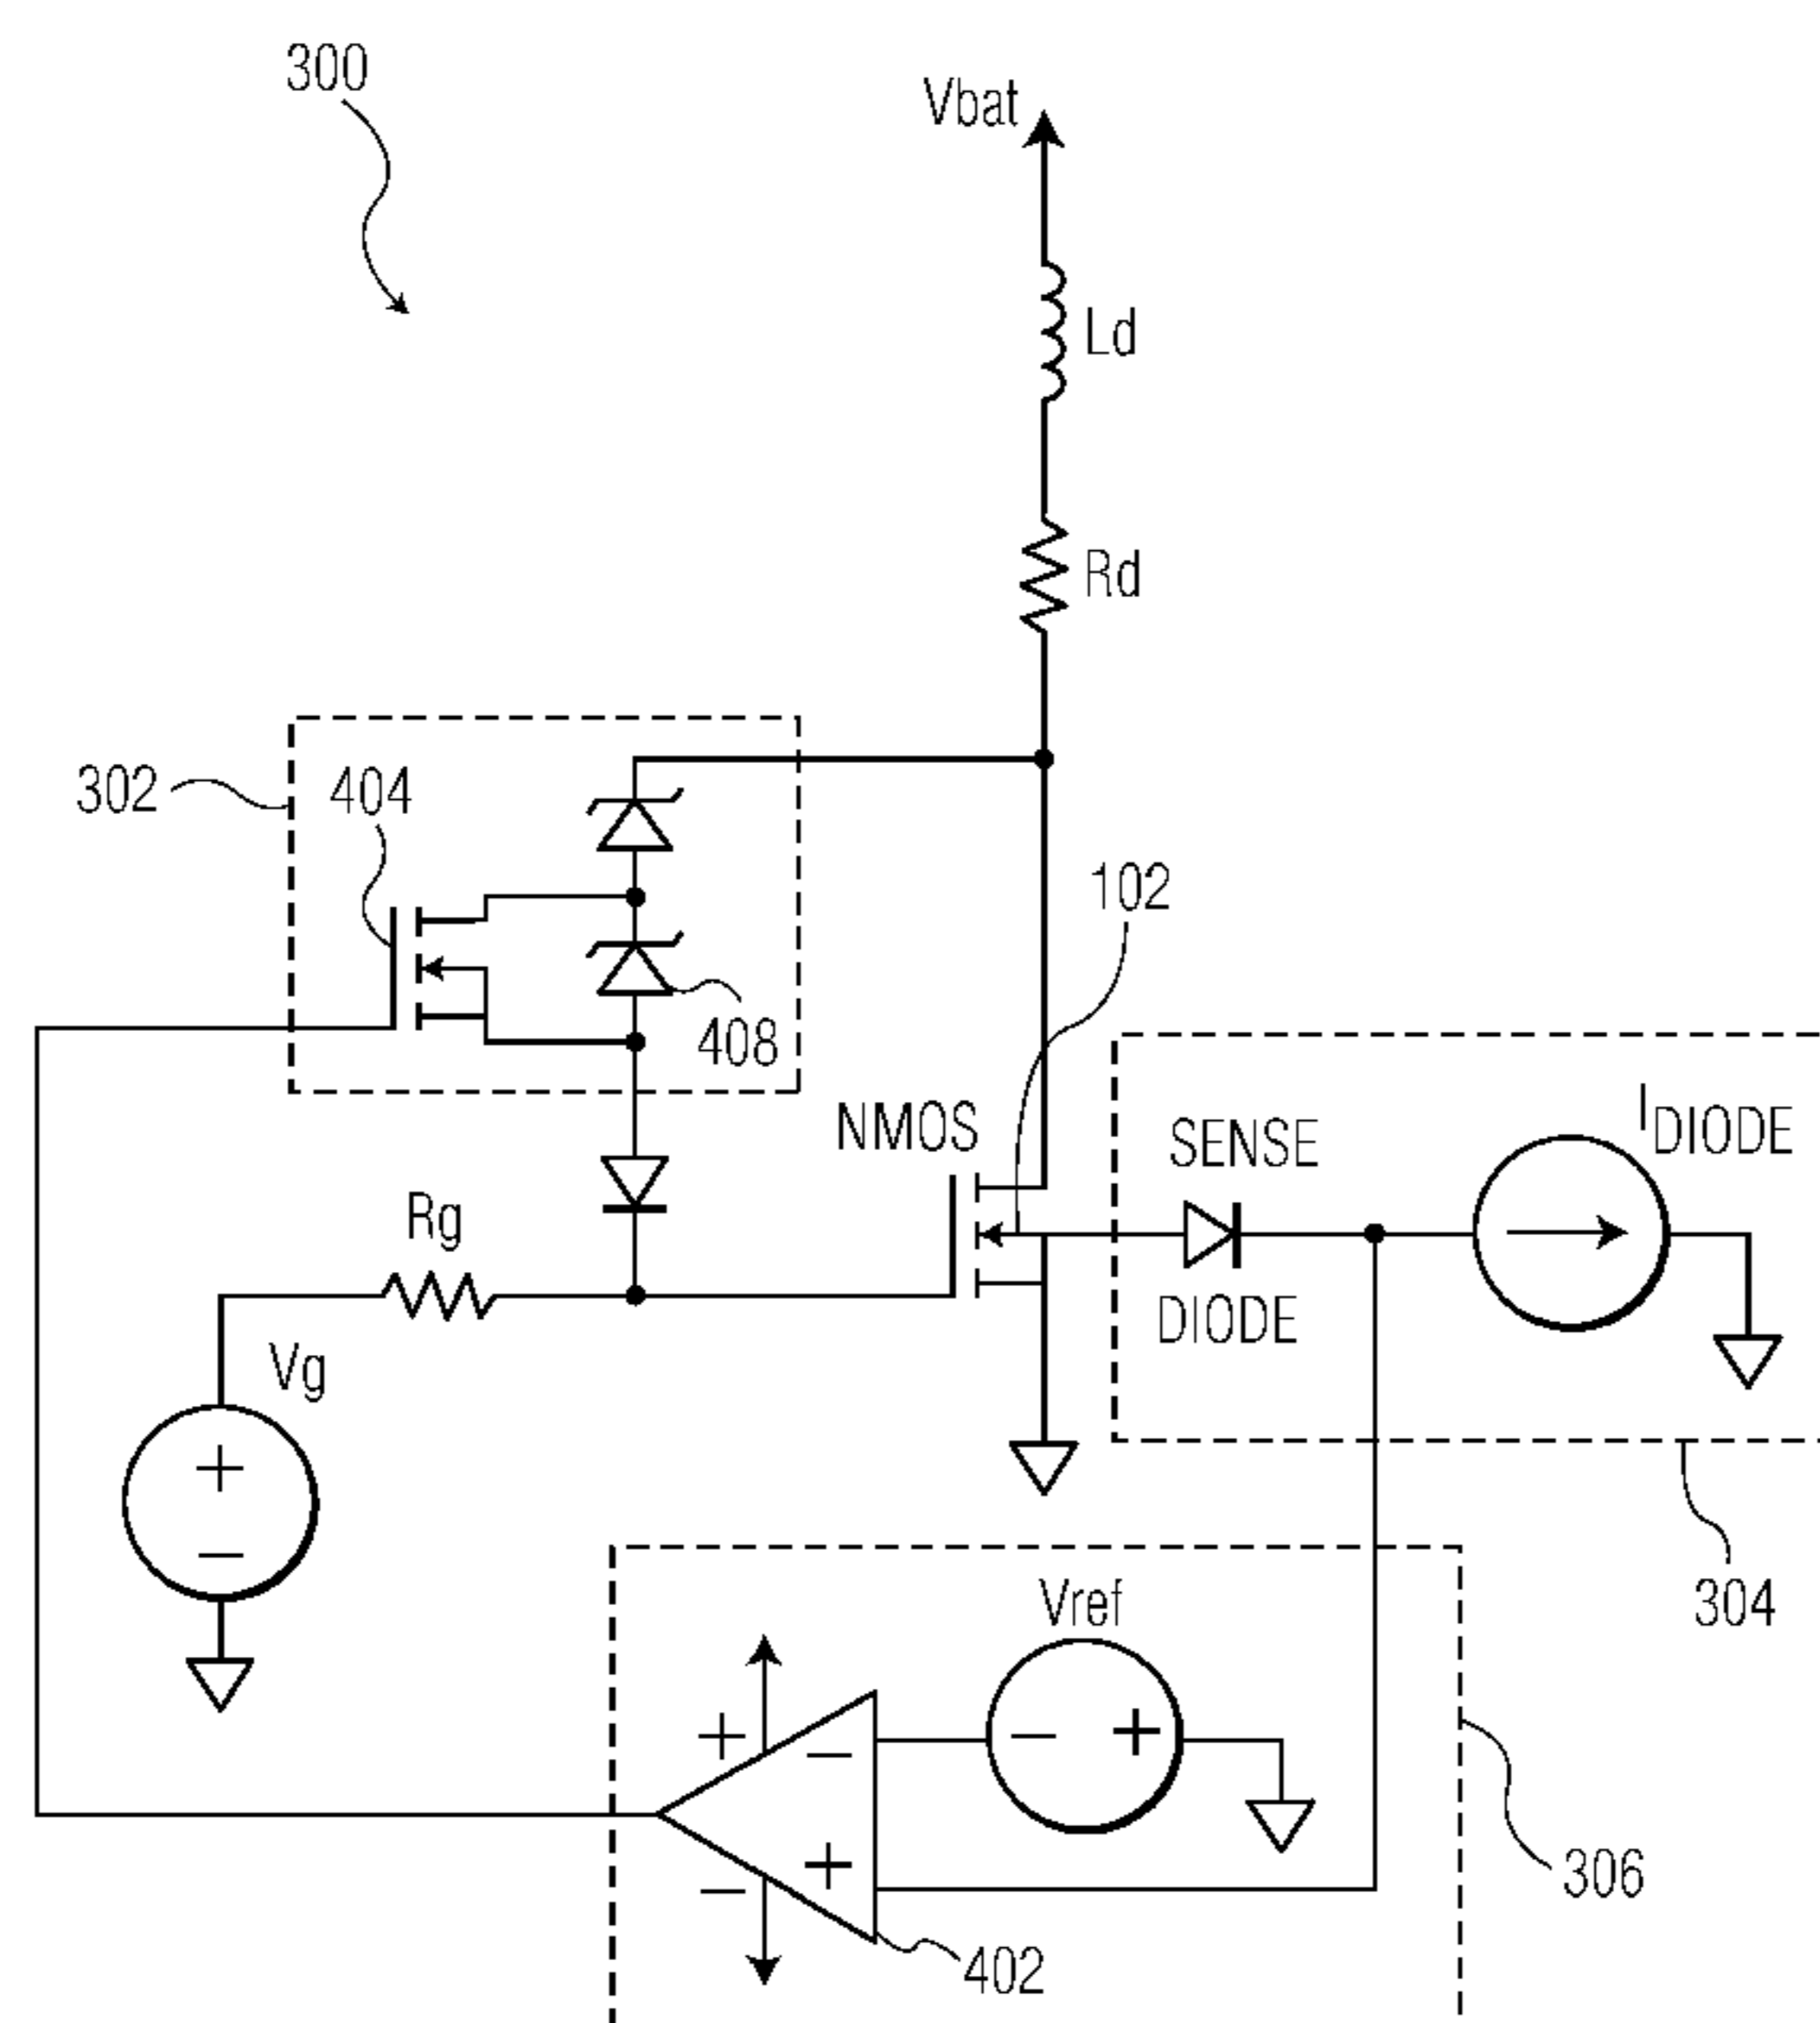 300
Vbat
Ld
Rd
302
404
102
408
NMOS
SENSE
IDIODE
Rg
DIODE
Vg
+
−
304
Vref
+
−
−
+
+
−
306
402